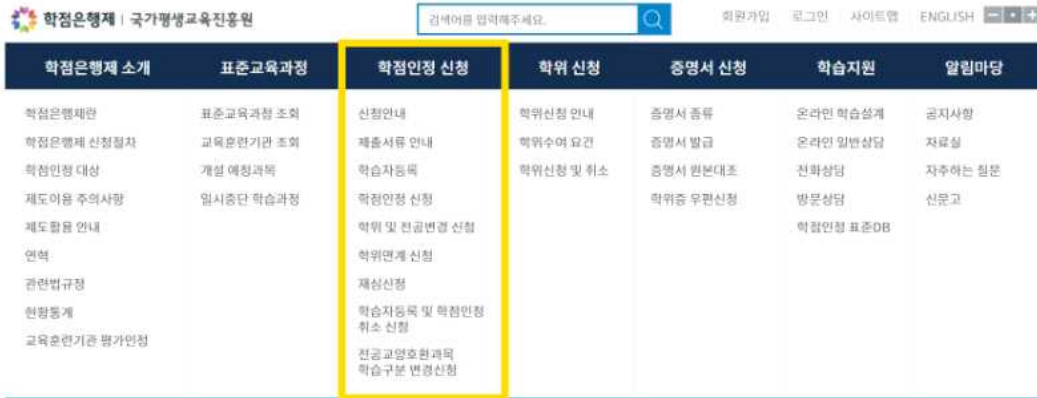 학점은행제 | 국가평생교육진흥원
검색어를 입력해주세요.
회원가입 로그인 사이트맵 ENGLISH
학점은행제 소개 표준교육과정 학점인정 신청 학위 신청 증명서 신청 학습지원 알림마당
학점은행제란 표준교육과정 조회 신청안내 학위신청 안내 증명서 종류 온라인 학습설계 공지사항
학점은행제 신청절차 교육훈련기관 조회 제출서류 안내 학위수여 요건 증명서 발급 온라인 일반상담 자료실
학점인정 대상 개설 예정과목 학습자등록 학위신청 및 취소 증명서 원본대조 전화상담 자주하는 질문
제도이용 주의사항 일시중단 학습과정 학점인정 신청 학위증 우편신청 방문상담 신문고
제도활용 안내 학위 및 전공변경 신청 학점인정 표준DB
연혁 학위연계 신청
관련법규정 재심신청
현황통계 학습자등록 및 학점인정
취소 신청
교육훈련기관 평가인정
전공교양호환과목
학습구분 변경신청